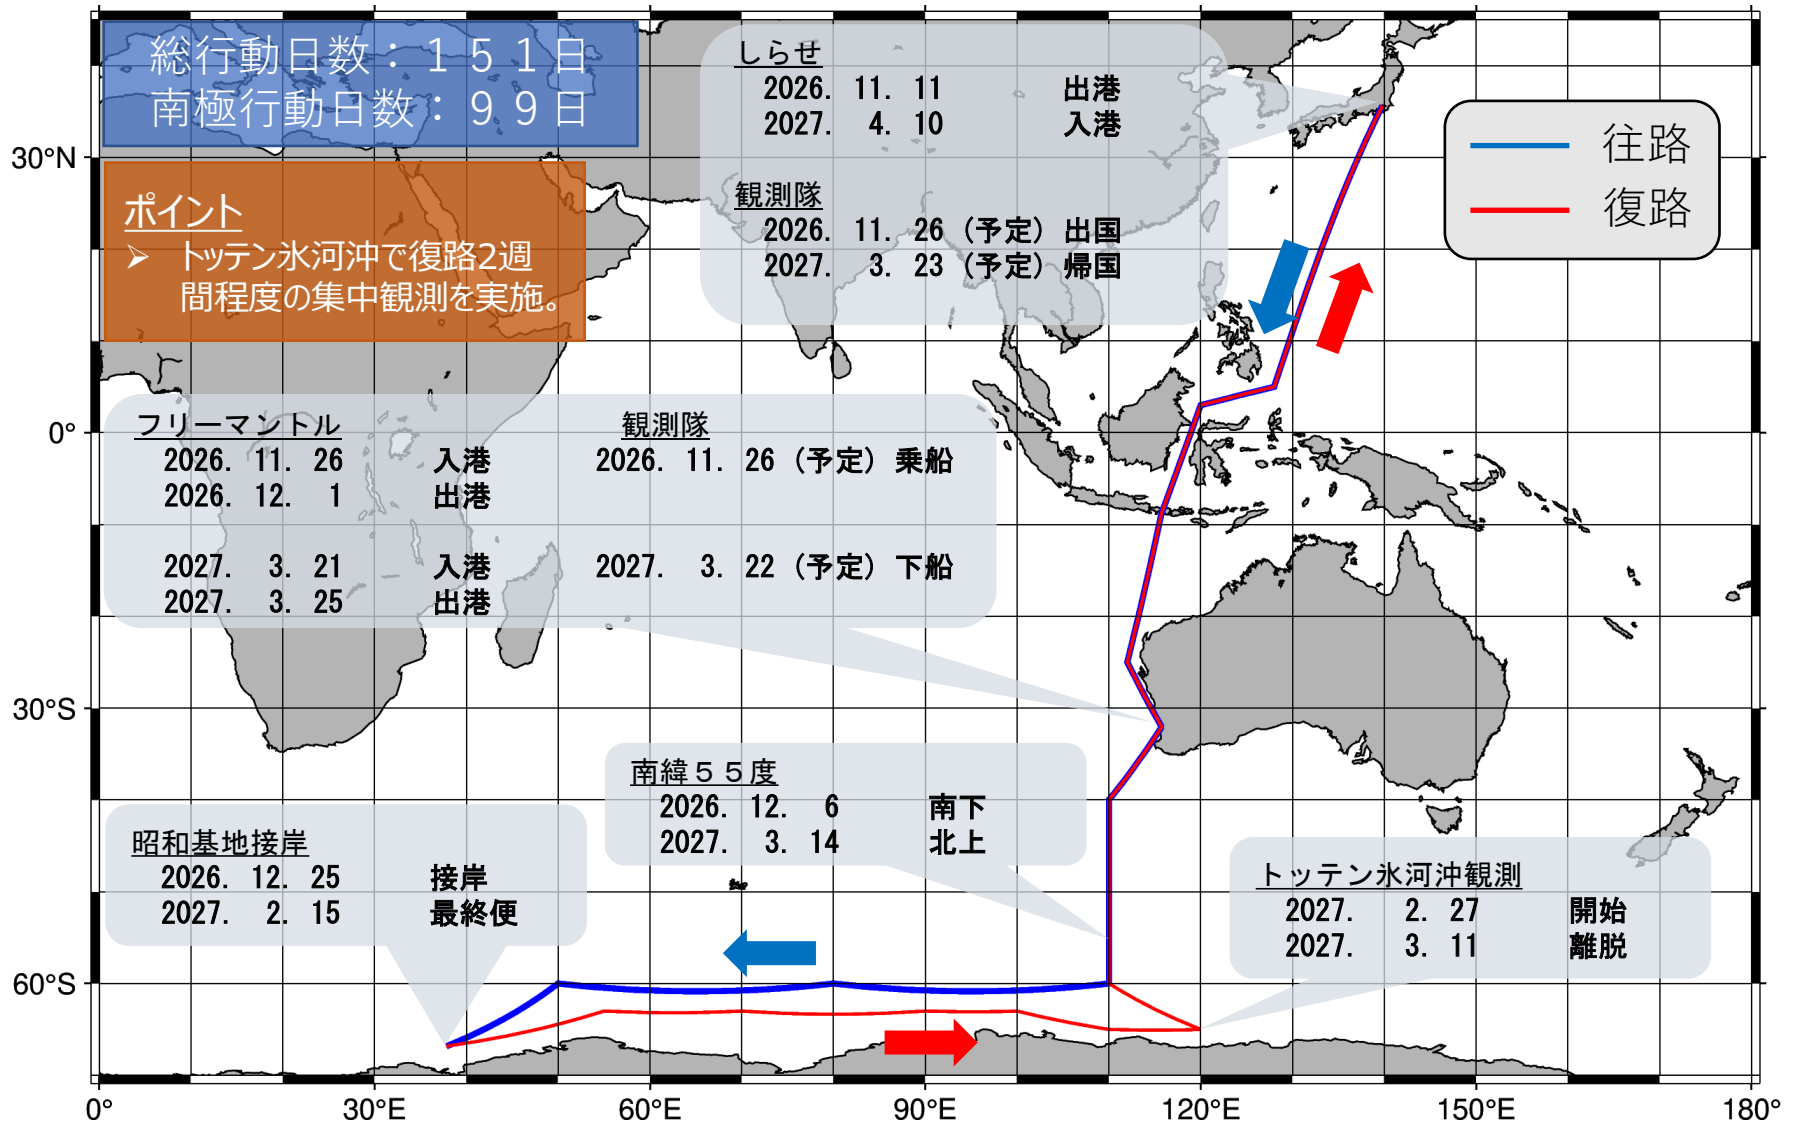 総行動日数：１５１日
南極行動日数：９９日
ポイント
➢ トッテン氷河沖で復路2週
間程度の集中観測を実施。
しらせ
2026. 11. 11 出港
2027. 4. 10 入港
観測隊
2026. 11. 26（予定）出国
2027. 3. 23（予定）帰国
往路
復路
フリーマントル
2026. 11. 26 入港
2026. 12. 1 出港
2027. 3. 21 入港
2027. 3. 25 出港
観測隊
2026. 11. 26（予定）乗船
2027. 3. 22（予定）下船
南緯５５度
2026. 12. 6 南下
2027. 3. 14 北上
昭和基地接岸
2026. 12. 25 接岸
2027. 2. 15 最終便
トッテン氷河沖観測
2027. 2. 27 開始
2027. 3. 11 離脱
30°N
0°
30°S
60°S
0° 30°E 60°E 90°E 120°E 150°E 180°